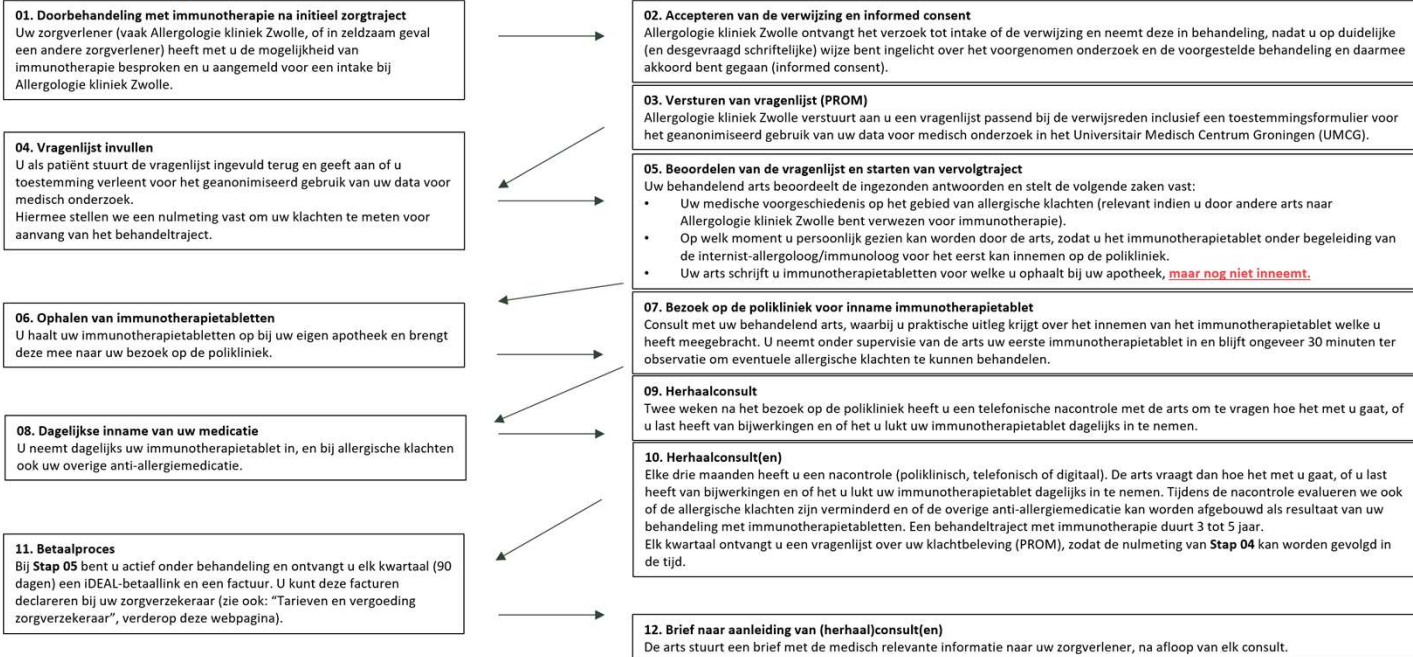 01. Doorbehandeling met immunotherapie na initieel zorgtraject
Uw zorgverlener (vaak Allergologie kliniek Zwolle, of in zeldzaam geval
een andere zorgverlener) heeft met u de mogelijkheid van
immunotherapie besproken en u aangemeld voor een intake bij
Allergologie kliniek Zwolle.
02. Accepteren van de verwijzing en informed consent
Allergologie kliniek Zwolle ontvangt het verzoek tot intake of de verwijzing en neemt deze in behandeling, nadat u op duidelijke
(en desgevraagd schriftelijke) wijze bent ingelicht over het voorgenomen onderzoek en de voorgestelde behandeling en daarmee
akkoord bent gegaan (informed consent).
03. Versturen van vragenlijst (PROM)
Allergologie kliniek Zwolle verstuurt aan u een vragenlijst passend bij de verwijsreden inclusief een toestemmingsformulier voor
het geanonimiseerd gebruik van uw data voor medisch onderzoek in het Universitair Medisch Centrum Groningen (UMCG).
04. Vragenlijst invullen
U als patiënt stuurt de vragenlijst ingevuld terug en geeft aan of u
toestemming verleent voor het geanonimiseerd gebruik van uw data voor
medisch onderzoek.
Hiermee stellen we een nulmeting vast om uw klachten te meten voor
aanvang van het behandeltraject.
05. Beoordelen van de vragenlijst en starten van vervolgtraject
Uw behandelend arts beoordeelt de ingezonden antwoorden en stelt de volgende zaken vast:
• Uw medische voorgeschiedenis op het gebied van allergische klachten (relevant indien u door andere arts naar
Allergologie kliniek Zwolle bent verwezen voor immunotherapie).
• Op welk moment u persoonlijk gezien kan worden door de arts, zodat u het immunotherapietablet onder begeleiding van
de internist-allergoloog/immunoloog voor het eerst kan innemen op de polikliniek.
• Uw arts schrijft u immunotherapietabletten voor welke u ophaalt bij uw apotheek, maar nog niet inneemt.
06. Ophalen van immunotherapietabletten
U haalt uw immunotherapietabletten op bij uw eigen apotheek en brengt
deze mee naar uw bezoek op de polikliniek.
07. Bezoek op de polikliniek voor inname immunotherapietablet
Consult met uw behandelend arts, waarbij u praktische uitleg krijgt over het innemen van het immunotherapietablet welke u
heeft meegebracht. U neemt onder supervisie van de arts uw eerste immunotherapietablet in en blijft ongeveer 30 minuten ter
observatie om eventuele allergische klachten te kunnen behandelen.
08. Dagelijkse inname van uw medicatie
U neemt dagelijks uw immunotherapietablet in, en bij allergische klachten
ook uw overige anti-allergiemedicatie.
09. Herhaalconsult
Twee weken na het bezoek op de polikliniek heeft u een telefonische nacontrole met de arts om te vragen hoe het met u gaat, of
u last heeft van bijwerkingen en of het u lukt uw immunotherapietablet dagelijks in te nemen.
10. Herhaalconsult(en)
Elke drie maanden heeft u een nacontrole (poliklinisch, telefonisch of digitaal). De arts vraagt dan hoe het met u gaat, of u last
heeft van bijwerkingen en of het u lukt uw immunotherapietablet dagelijks in te nemen. Tijdens de nacontrole evalueren we ook
of de allergische klachten zijn verminderd en of de overige anti-allergiemedicatie kan worden afgebouwd als resultaat van uw
behandeling met immunotherapietabletten. Een behandeltraject met immunotherapie duurt 3 tot 5 jaar.
Elk kwartaal ontvangt u een vragenlijst over uw klachtbeleving (PROM), zodat de nulmeting van Stap 04 kan worden gevolgd in
de tijd.
11. Betaalproces
Bij Stap 05 bent u actief onder behandeling en ontvangt u elk kwartaal (90
dagen) een iDEAL-betaallink en een factuur. U kunt deze facturen
declareren bij uw zorgverzekeraar (zie ook: “Tarieven en vergoeding
zorgverzekeraar”, verderop deze webpagina).
12. Brief naar aanleiding van (herhaal)consult(en)
De arts stuurt een brief met de medisch relevante informatie naar uw zorgverlener, na afloop van elk consult.